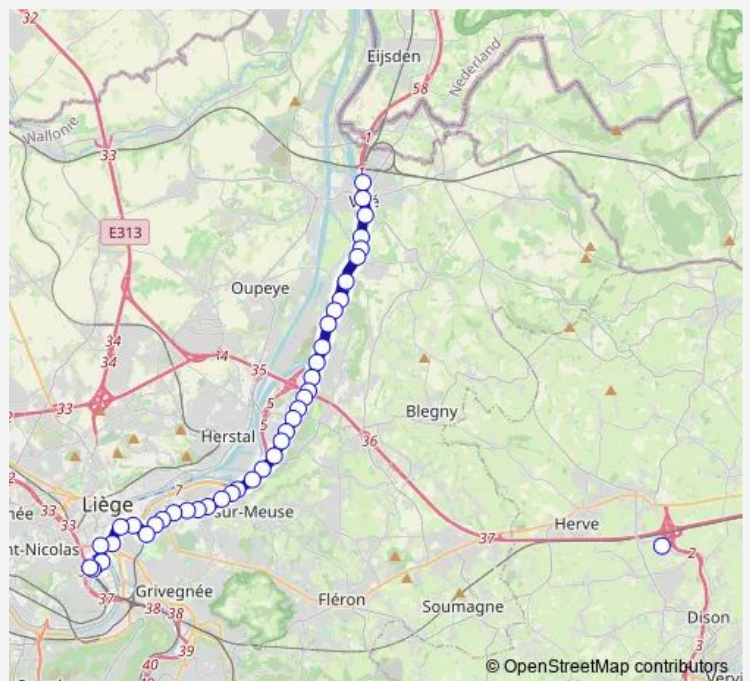 32
Eijsden
Nederland
58
Wallonie
1
33
E313
Oupeye
34
34
44
35
33
5
5
36
Blegny
Herstal
Liège
7
33
33
sur-Meuse
37
Herve
nt-Nicolas
2
37
Grivegnée
38
38
Fléron
Soumagne
39
Dison
3
40
© OpenStreetMap contributors